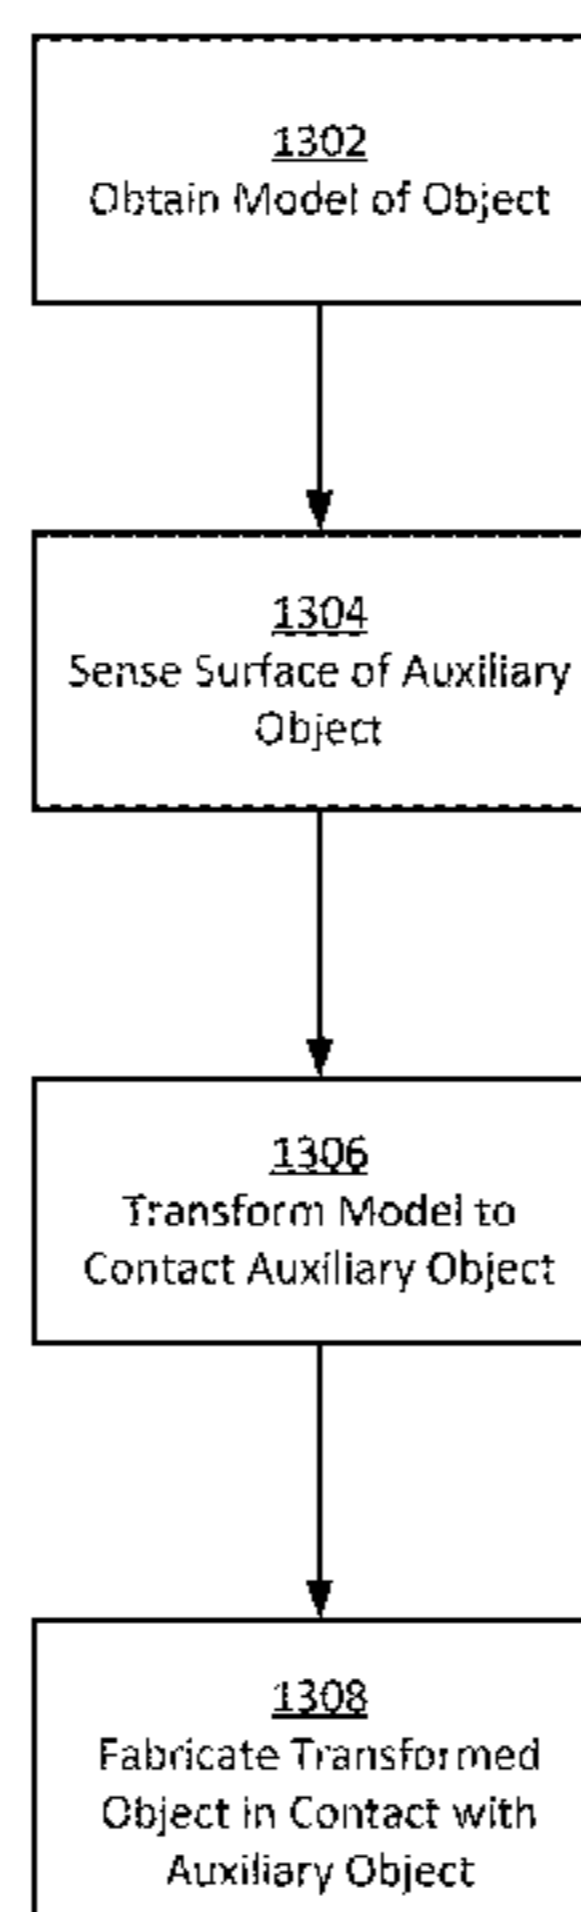 1302
Obtain Model of Object
1304
Sense Surface of Auxiliary
Object
1306
Transform Model to
Contact Auxiliary Object
1308
Fabricate Transformed
Object in Contact with
Auxiliary Object